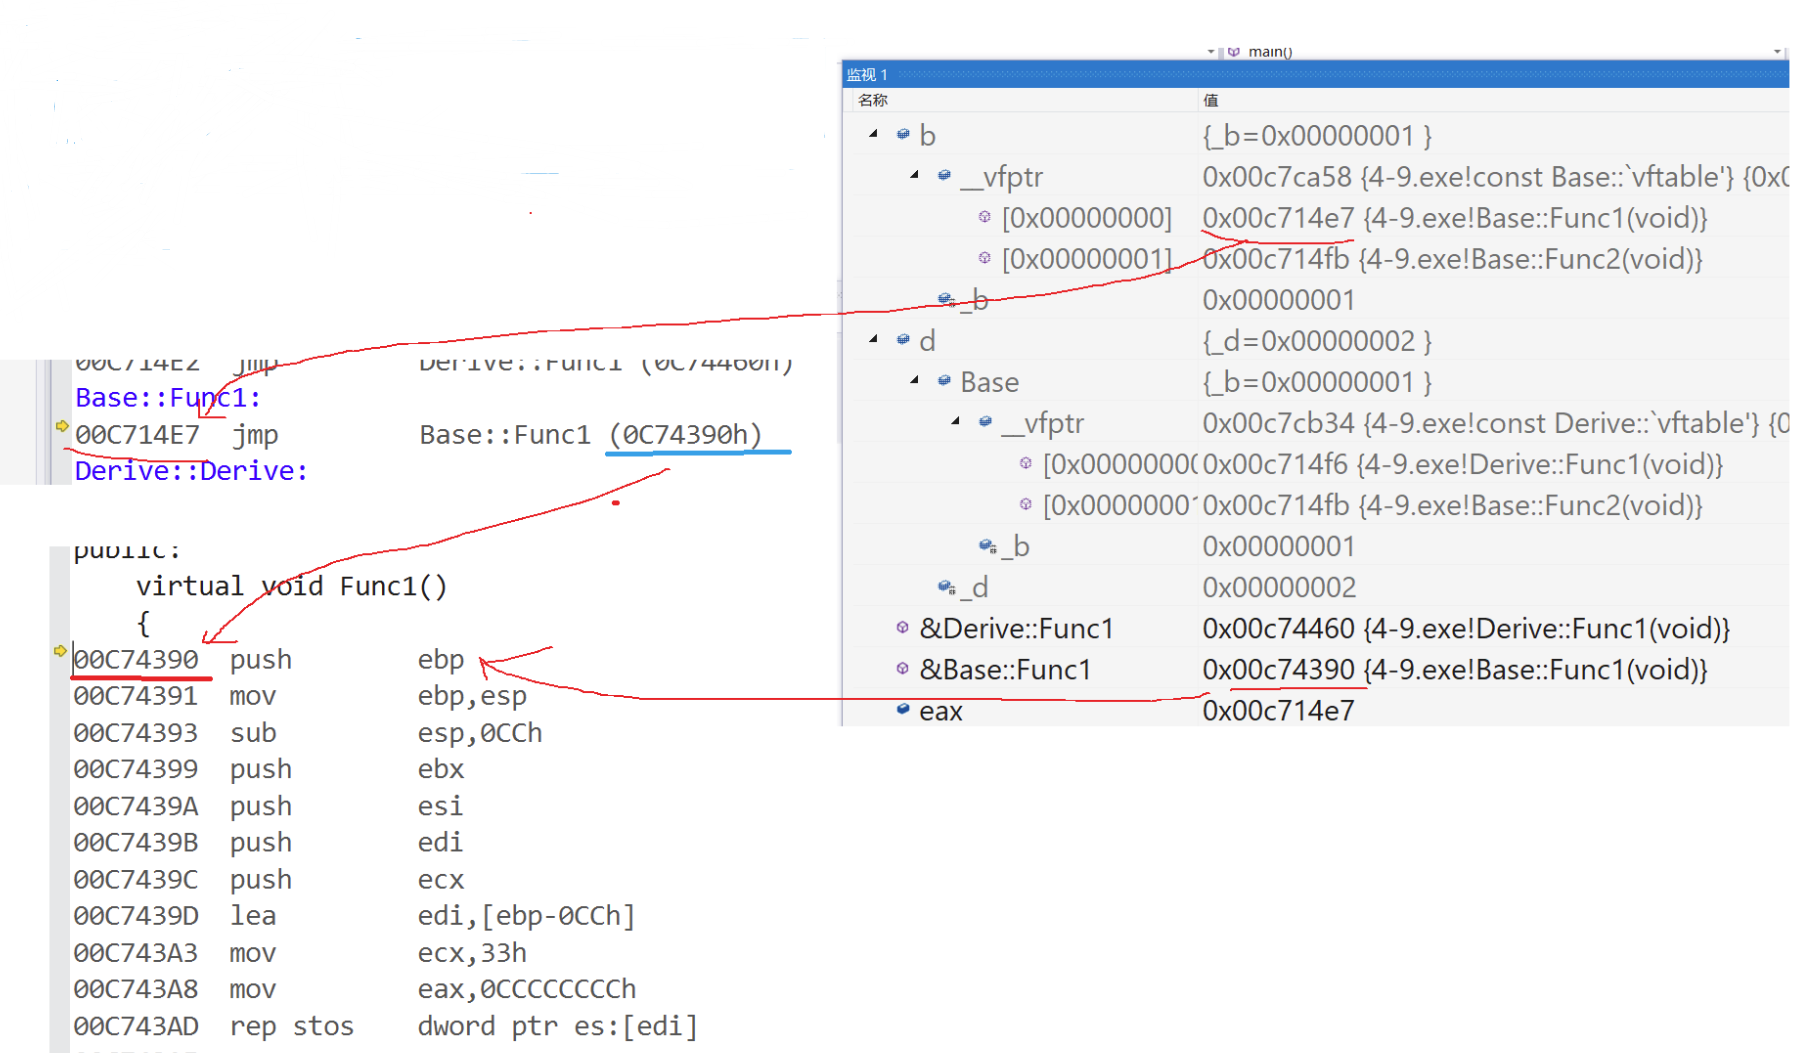 main()
监视 1
名称 值
b {_b=0x00000001 }
__vfptr 0x00c7ca58 {4-9.exe!const Base::`vftable'} {0x0
[0x00000000] 0x00c714e7 {4-9.exe!Base::Func1(void)}
[0x00000001] 0x00c714fb {4-9.exe!Base::Func2(void)}
_b 0x00000001
d {_d=0x00000002 }
Base {_b=0x00000001 }
__vfptr 0x00c7cb34 {4-9.exe!const Derive::`vftable'} {0
[0x0000000 0x00c714f6 {4-9.exe!Derive::Func1(void)}
[0x0000000 0x00c714fb {4-9.exe!Base::Func2(void)}
_b 0x00000001
_d 0x00000002
&Derive::Func1 0x00c74460 {4-9.exe!Derive::Func1(void)}
&Base::Func1 0x00c74390 {4-9.exe!Base::Func1(void)}
eax 0x00c714e7
00C714E2 jmp Derive::Func1 (0C74460h)
Base::Func1:
00C714E7 jmp Base::Func1 (0C74390h)
Derive::Derive:
public:
virtual void Func1()
{
00C74390 push ebp
00C74391 mov ebp,esp
00C74393 sub esp,0CCh
00C74399 push ebx
00C7439A push esi
00C7439B push edi
00C7439C push ecx
00C7439D lea edi,[ebp-0CCh]
00C743A3 mov ecx,33h
00C743A8 mov eax,0CCCCCCCCh
00C743AD rep stos dword ptr es:[edi]